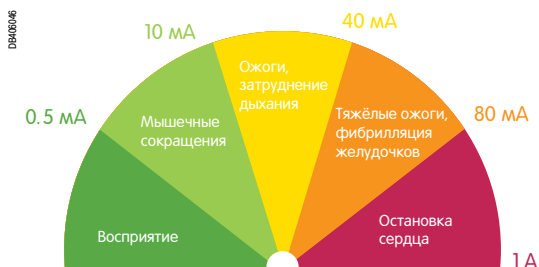 DB406046
10 мА
40 мА
Ожоги,
затруднение
дыхания
0.5 мА
Мышечные
сокращения
Тяжёлые ожоги,
фибрилляция
желудочков
80 мА
Восприятие
Остановка
сердца
1 А